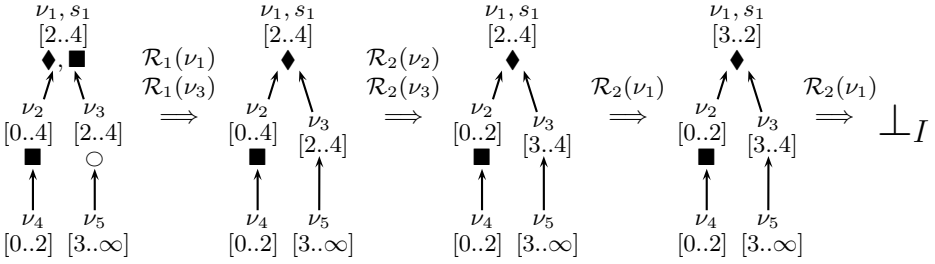 ν₁, s₁ ν₁, s₁ ν₁, s₁ ν₁, s₁
[2..4] [2..4] [2..4] [3..2]
♦, ■ ℛ₁(ν₁) ♦ ℛ₂(ν₂) ♦ ♦
ℛ₁(ν₃) ℛ₂(ν₃) ℛ₂(ν₁) ℛ₂(ν₁)
ν₂ ν₃ ⟹ ν₂ ν₃ ⟹ ν₂ ν₃ ⟹ ν₂ ν₃ ⟹ ⊥_I
[0..4] [2..4] [0..4] [2..4] [0..2] [3..4] [0..2] [3..4]
■ ○ ■ ■ ■
ν₄ ν₅ ν₄ ν₅ ν₄ ν₅ ν₄ ν₅
[0..2] [3..∞] [0..2] [3..∞] [0..2] [3..∞] [0..2] [3..∞]